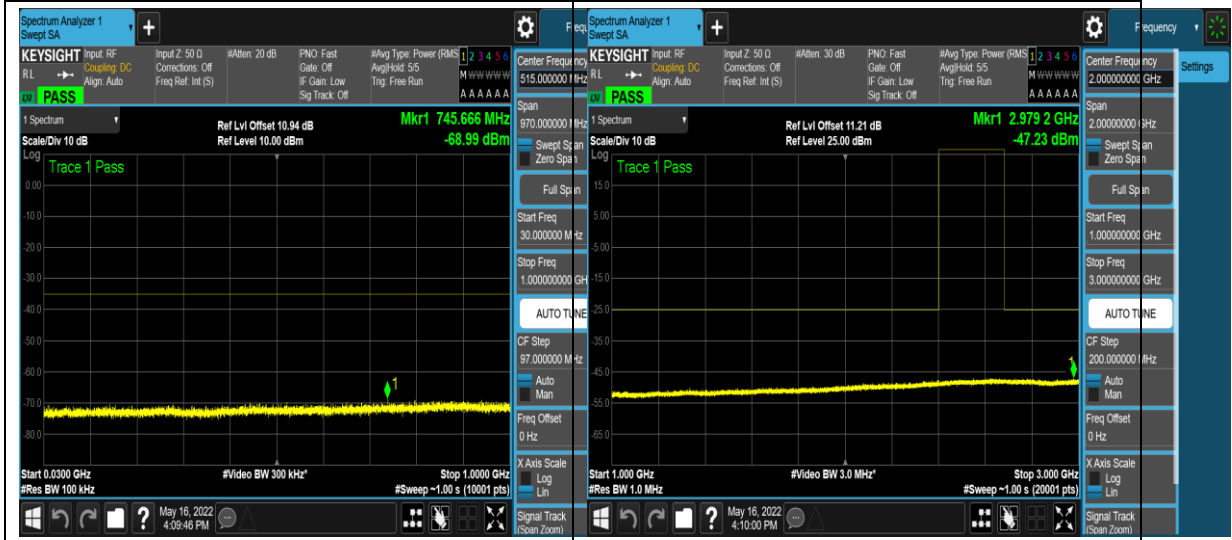 Spectrum Analyzer 1
Swept SA
+
KEYSIGHT
RL
Input: RF
Coupling: DC
Align: Auto
Input Z: 50 Ω
Corrections: Off
Freq Ref: Int (S)
#Atten: 20 dB
PNO: Fast
Gate: Off
IF Gain: Low
Sig Track: Off
#Avg Type: Power (RMS
Avg|Hold: 5/5
Trig: Free Run
1 2 3 4 5 6
M W W W W W
A A A A A A
PASS
1 Spectrum
Scale/Div 10 dB
Log
Ref Lvl Offset 10.94 dB
Ref Level 10.00 dBm
Mkr1 745.666 MHz
-68.99 dBm
Trace 1 Pass
0.00
-10.0
-20.0
-30.0
-40.0
-50.0
-60.0
-70.0
-80.0
1
Start 0.0300 GHz
#Res BW 100 kHz
#Video BW 300 kHz*
Stop 1.0000 GHz
#Sweep ~1.00 s (10001 pts)
May 16, 2022
4:09:46 PM
?
Center Frequency
515.000000 MHz
Span
970.000000 MHz
Swept Span
Zero Span
Full Span
Start Freq
30.000000 MHz
Stop Freq
1.000000000 GH
AUTO TUNE
CF Step
97.000000 MHz
Auto
Man
Freq Offset
0 Hz
X Axis Scale
Log
Lin
Signal Track
(Span Zoom)
Spectrum Analyzer 1
Swept SA
+
KEYSIGHT
RL
Input: RF
Coupling: DC
Align: Auto
Input Z: 50 Ω
Corrections: Off
Freq Ref: Int (S)
#Atten: 30 dB
PNO: Fast
Gate: Off
IF Gain: Low
Sig Track: Off
#Avg Type: Power (RMS
Avg|Hold: 5/5
Trig: Free Run
1 2 3 4 5 6
M W W W W W
A A A A A A
PASS
1 Spectrum
Scale/Div 10 dB
Log
Ref Lvl Offset 11.21 dB
Ref Level 25.00 dBm
Mkr1 2.979 2 GHz
-47.23 dBm
Trace 1 Pass
15.0
5.00
-5.00
-15.0
-25.0
-35.0
-45.0
-55.0
-65.0
1
Start 1.000 GHz
#Res BW 1.0 MHz
#Video BW 3.0 MHz*
Stop 3.000 GHz
#Sweep ~1.00 s (20001 pts)
May 16, 2022
4:10:00 PM
?
Frequency
Settings
Center Frequency
2.000000000 GHz
Span
2.00000000 GHz
Swept Span
Zero Span
Full Span
Start Freq
1.000000000 GHz
Stop Freq
3.000000000 GHz
AUTO TUNE
CF Step
200.000000 MHz
Auto
Man
Freq Offset
0 Hz
X Axis Scale
Log
Lin
Signal Track
(Span Zoom)